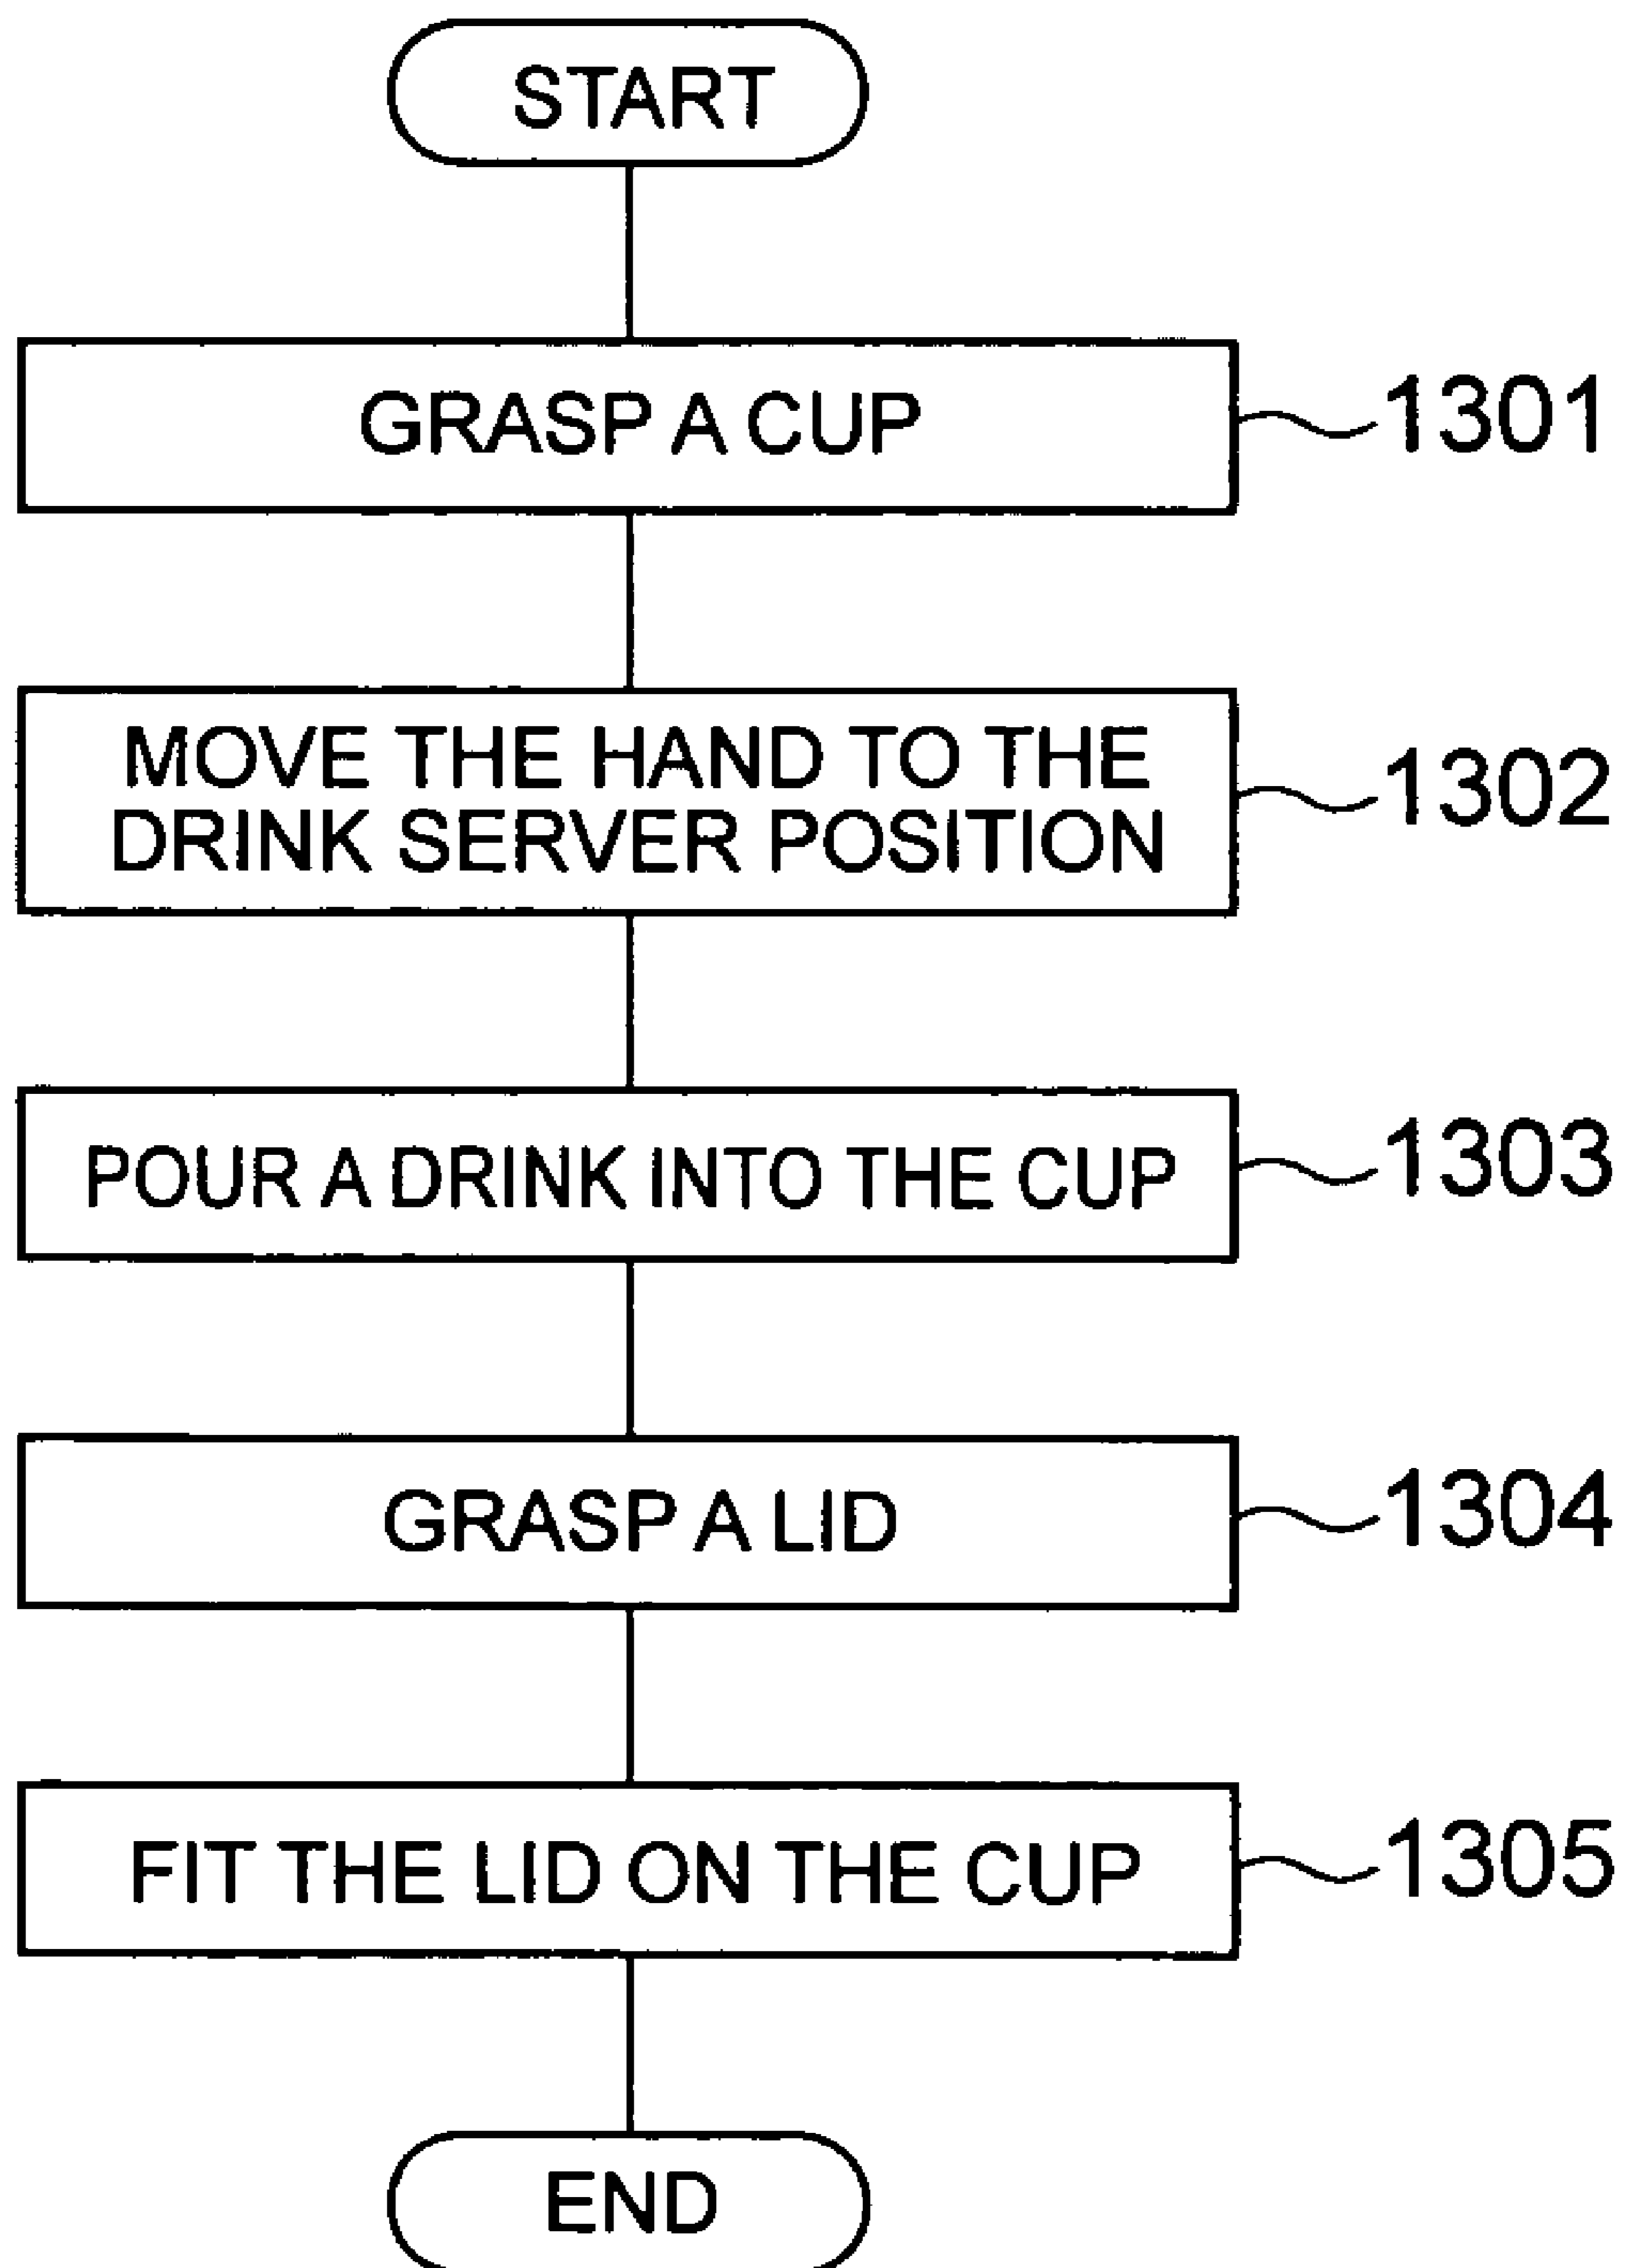 START
GRASP A CUP
1301
MOVE THE HAND TO THE
DRINK SERVER POSITION
1302
POUR A DRINK INTO THE CUP
1303
GRASP A LID
1304
FIT THE LID ON THE CUP
1305
END